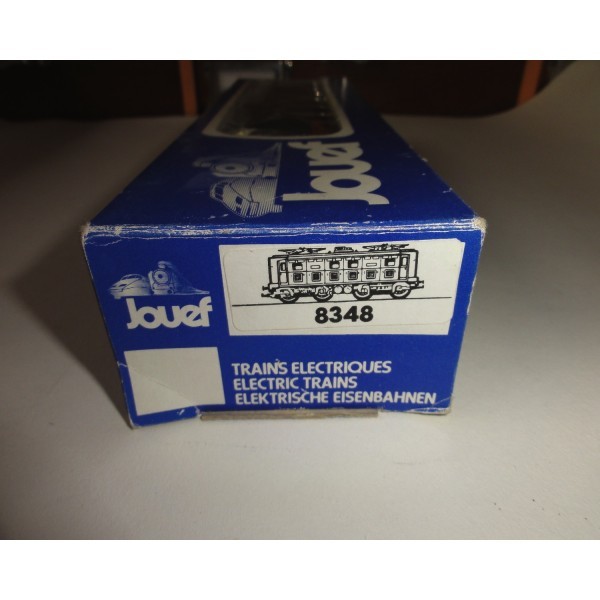 Jouef
Jouef
8348
TRAINS ELECTRIQUES
ELECTRIC TRAINS
ELEKTRISCHE EISENBAHNEN